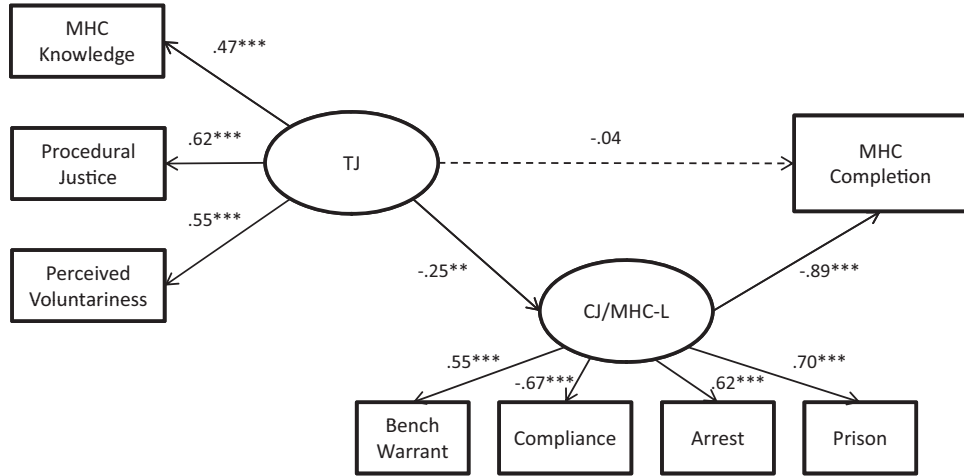 MHC
Knowledge
.47***
Procedural
Justice
.62***
TJ
-.04
MHC
Completion
.55***
Perceived
Voluntariness
-.25**
-.89***
CJ/MHC-L
.55***
-.67***
.62***
.70***
Bench
Warrant
Compliance
Arrest
Prison